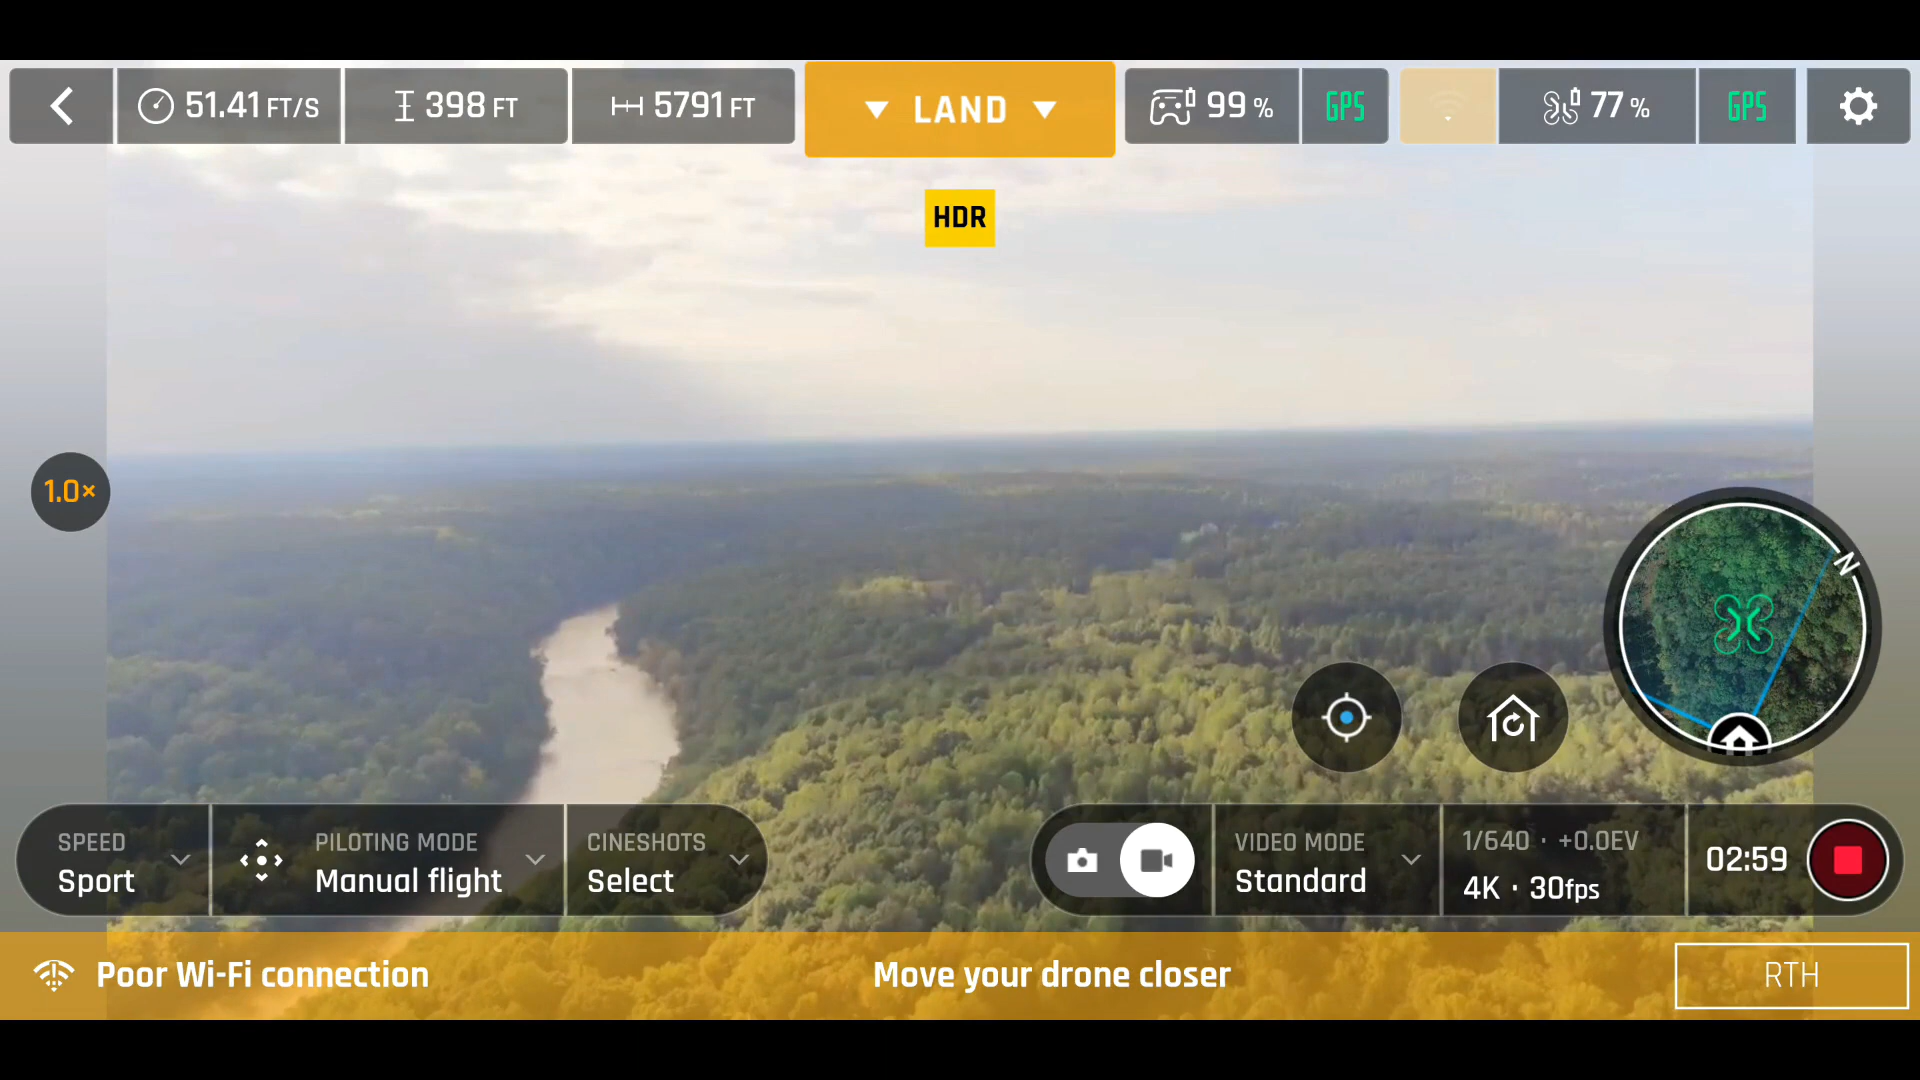 51.41 FT/S
398 FT
5791 FT
LAND
99 %
GPS
77 %
GPS
HDR
1.0×
N
SPEED
Sport
PILOTING MODE
Manual flight
CINESHOTS
Select
VIDEO MODE
Standard
1/640 · +0.0EV
4K · 30fps
02:59
Poor Wi-Fi connection
Move your drone closer
RTH